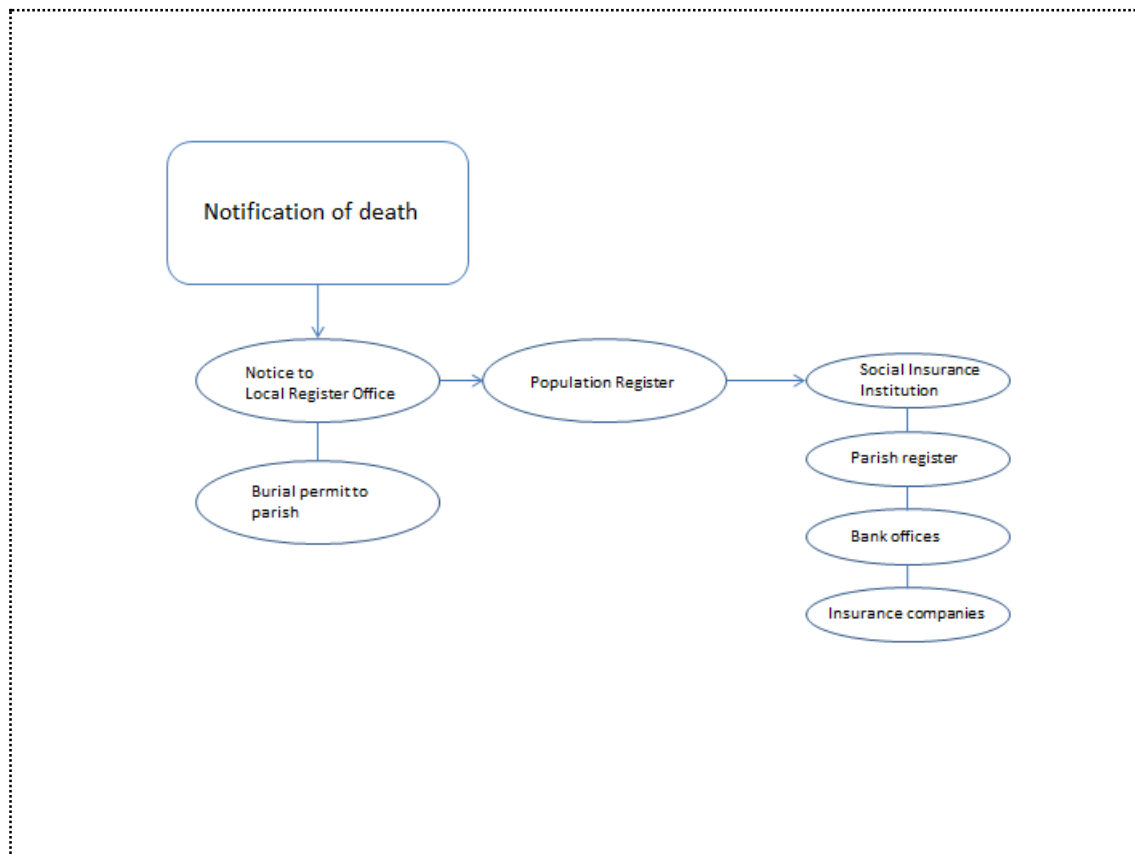 Notification of death
Notice to
Local Register Office
Population Register
Social Insurance
Institution
Burial permit to
parish
Parish register
Bank offices
Insurance companies